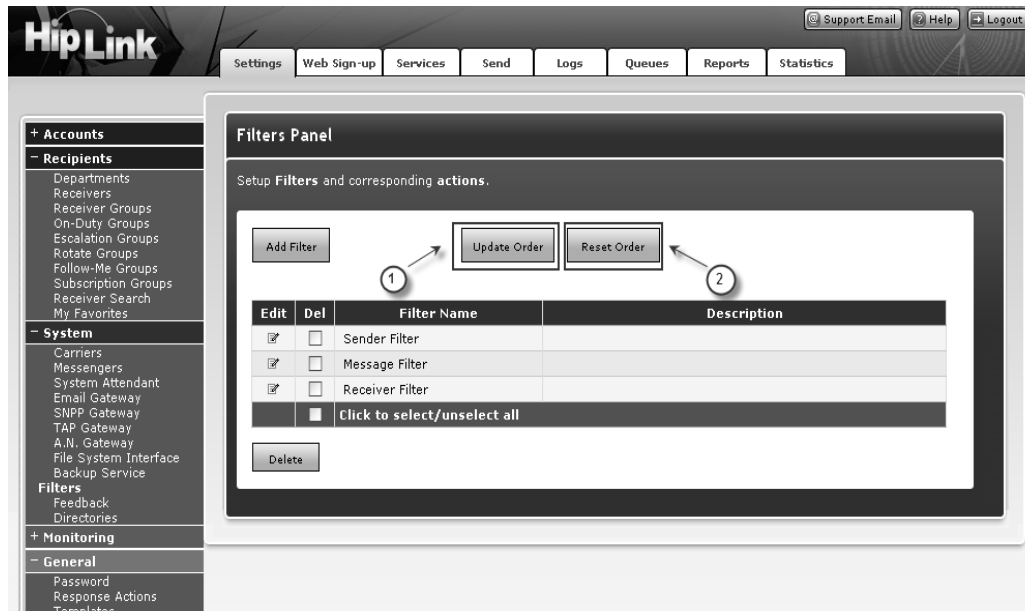 HipLink
Support Email
Help
Logout
Settings
Web Sign-up
Services
Send
Logs
Queues
Reports
Statistics
+ Accounts
− Recipients
Departments
Receivers
Receiver Groups
On-Duty Groups
Escalation Groups
Rotate Groups
Follow-Me Groups
Subscription Groups
Receiver Search
My Favorites
− System
Carriers
Messengers
System Attendant
Email Gateway
SNPP Gateway
TAP Gateway
A.N. Gateway
File System Interface
Backup Service
Filters
Feedback
Directories
+ Monitoring
− General
Password
Response Actions
Templates
Filters Panel
Setup Filters and corresponding actions.
Add Filter
Update Order
Reset Order
1
2
Edit Del Filter Name Description
Sender Filter
Message Filter
Receiver Filter
Click to select/unselect all
Delete